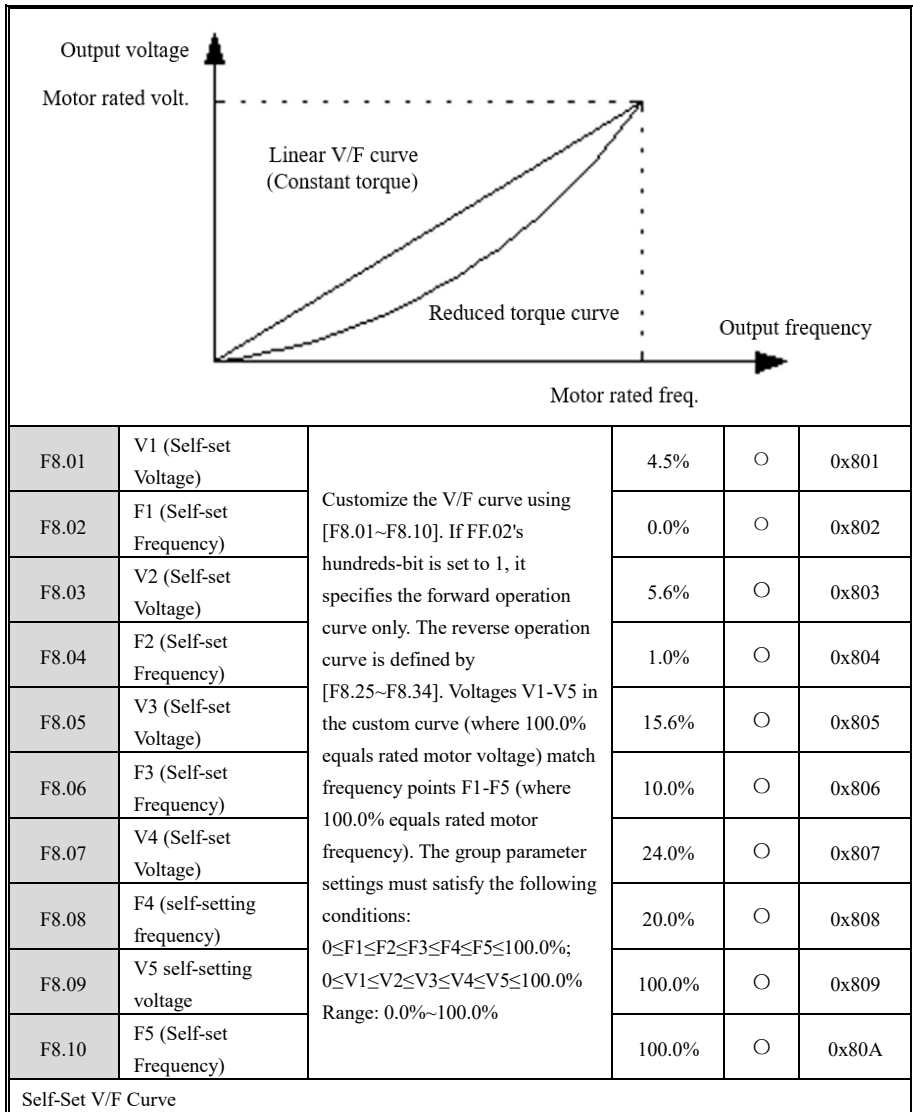 Output voltage
Motor rated volt.
Linear V/F curve
(Constant torque)
Reduced torque curve
Output frequency
Motor rated freq.
F8.01
V1 (Self-set
Voltage)
4.5%
○
0x801
F8.02
F1 (Self-set
Frequency)
0.0%
○
0x802
F8.03
V2 (Self-set
Voltage)
5.6%
○
0x803
F8.04
F2 (Self-set
Frequency)
1.0%
○
0x804
F8.05
V3 (Self-set
Voltage)
15.6%
○
0x805
F8.06
F3 (Self-set
Frequency)
10.0%
○
0x806
F8.07
V4 (Self-set
Voltage)
24.0%
○
0x807
F8.08
F4 (self-setting
frequency)
20.0%
○
0x808
F8.09
V5 self-setting
voltage
100.0%
○
0x809
F8.10
F5 (Self-set
Frequency)
100.0%
○
0x80A
Customize the V/F curve using
[F8.01~F8.10]. If FF.02's
hundreds-bit is set to 1, it
specifies the forward operation
curve only. The reverse operation
curve is defined by
[F8.25~F8.34]. Voltages V1-V5 in
the custom curve (where 100.0%
equals rated motor voltage) match
frequency points F1-F5 (where
100.0% equals rated motor
frequency). The group parameter
settings must satisfy the following
conditions:
0≤F1≤F2≤F3≤F4≤F5≤100.0%;
0≤V1≤V2≤V3≤V4≤V5≤100.0%
Range: 0.0%~100.0%
Self-Set V/F Curve